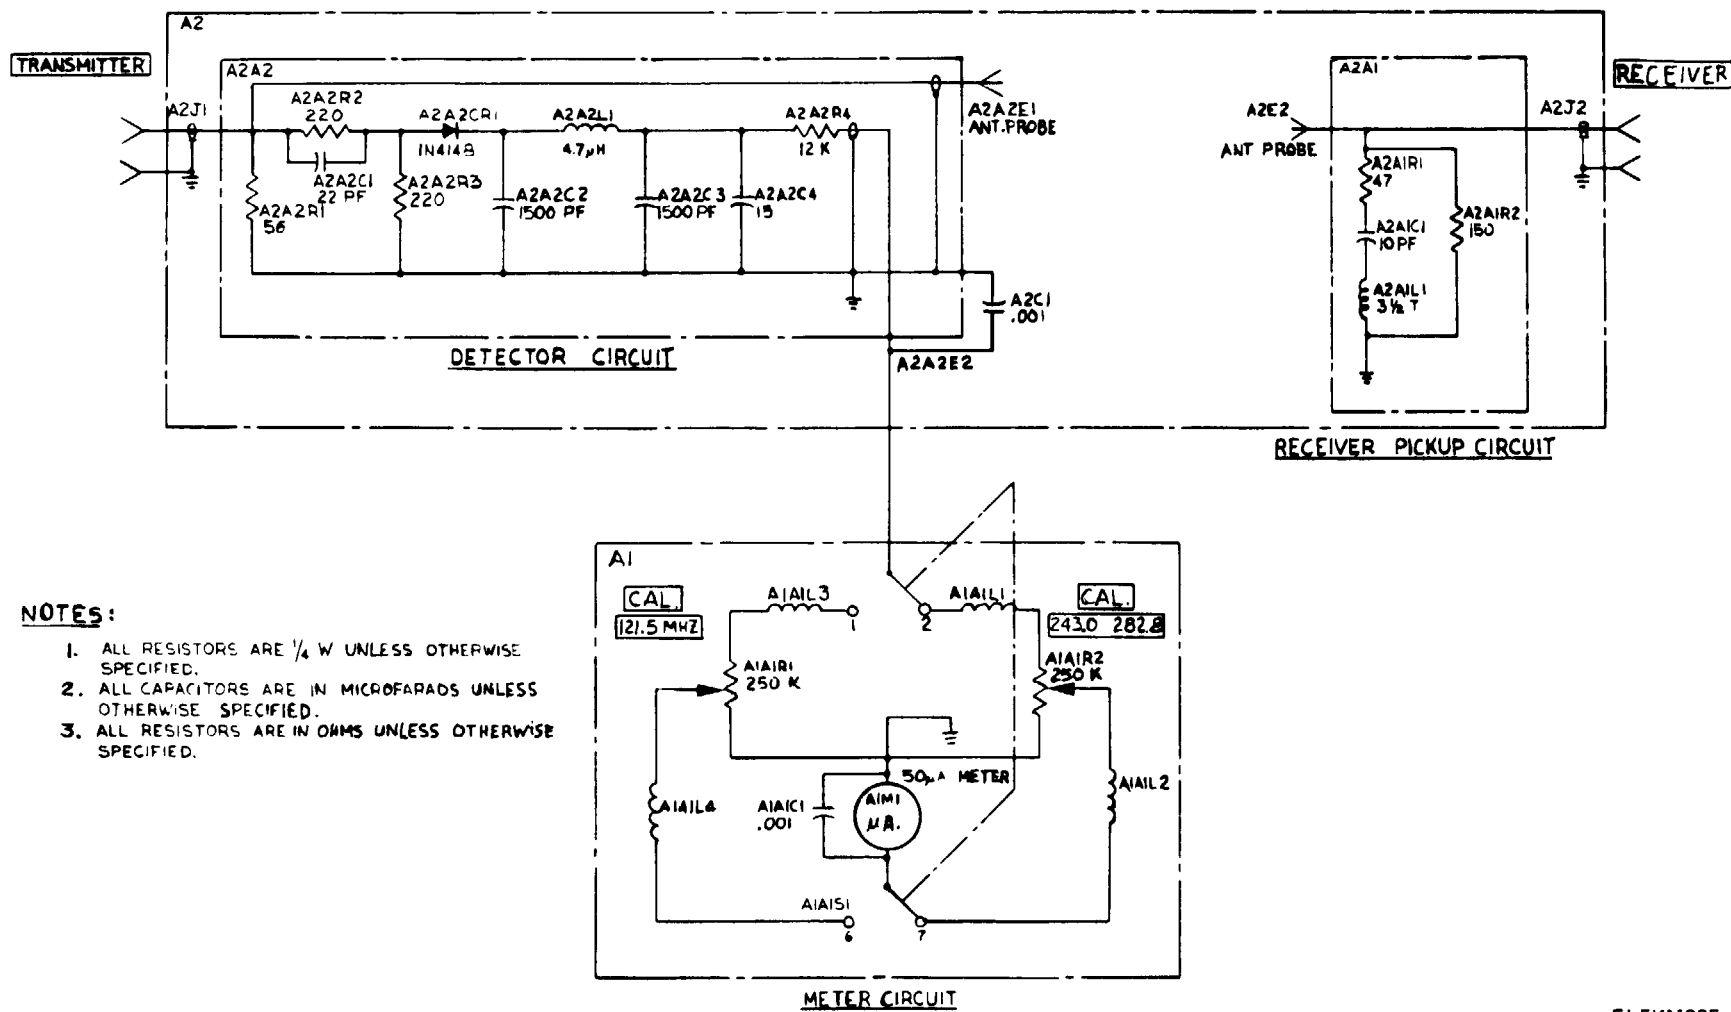 A2
TRANSMITTER
A2A2
A2J1
A2A2R2
220
A2A2C1
22 PF
A2A2R1
56
A2A2CR1
1N4148
A2A2R3
220
A2A2L1
4.7µH
A2A2C2
1500 PF
A2A2C3
1500 PF
A2A2C4
15
A2A2R4
12 K
A2A2E1
ANT. PROBE
A2C1
.001
A2A2E2
DETECTOR CIRCUIT
A2A1
RECEIVER
A2E2
ANT PROBE
A2J2
A2A1R1
47
A2A1C1
10 PF
A2A1R2
150
A2A1L1
3 ½ T
RECEIVER PICKUP CIRCUIT
A1
CAL.
121.5 MHZ
A1A1L3
1
2
A1A1L1
CAL.
243.0 282.8
A1A1R1
250 K
A1A1R2
250 K
50µA METER
A1A1L4
A1A1C1
.001
A1M1
µA.
A1A1L2
A1A1S1
6
7
METER CIRCUIT
NOTES:
1. ALL RESISTORS ARE ¼ W UNLESS OTHERWISE
SPECIFIED.
2. ALL CAPACITORS ARE IN MICROFARADS UNLESS
OTHERWISE SPECIFIED.
3. ALL RESISTORS ARE IN OHMS UNLESS OTHERWISE
SPECIFIED.